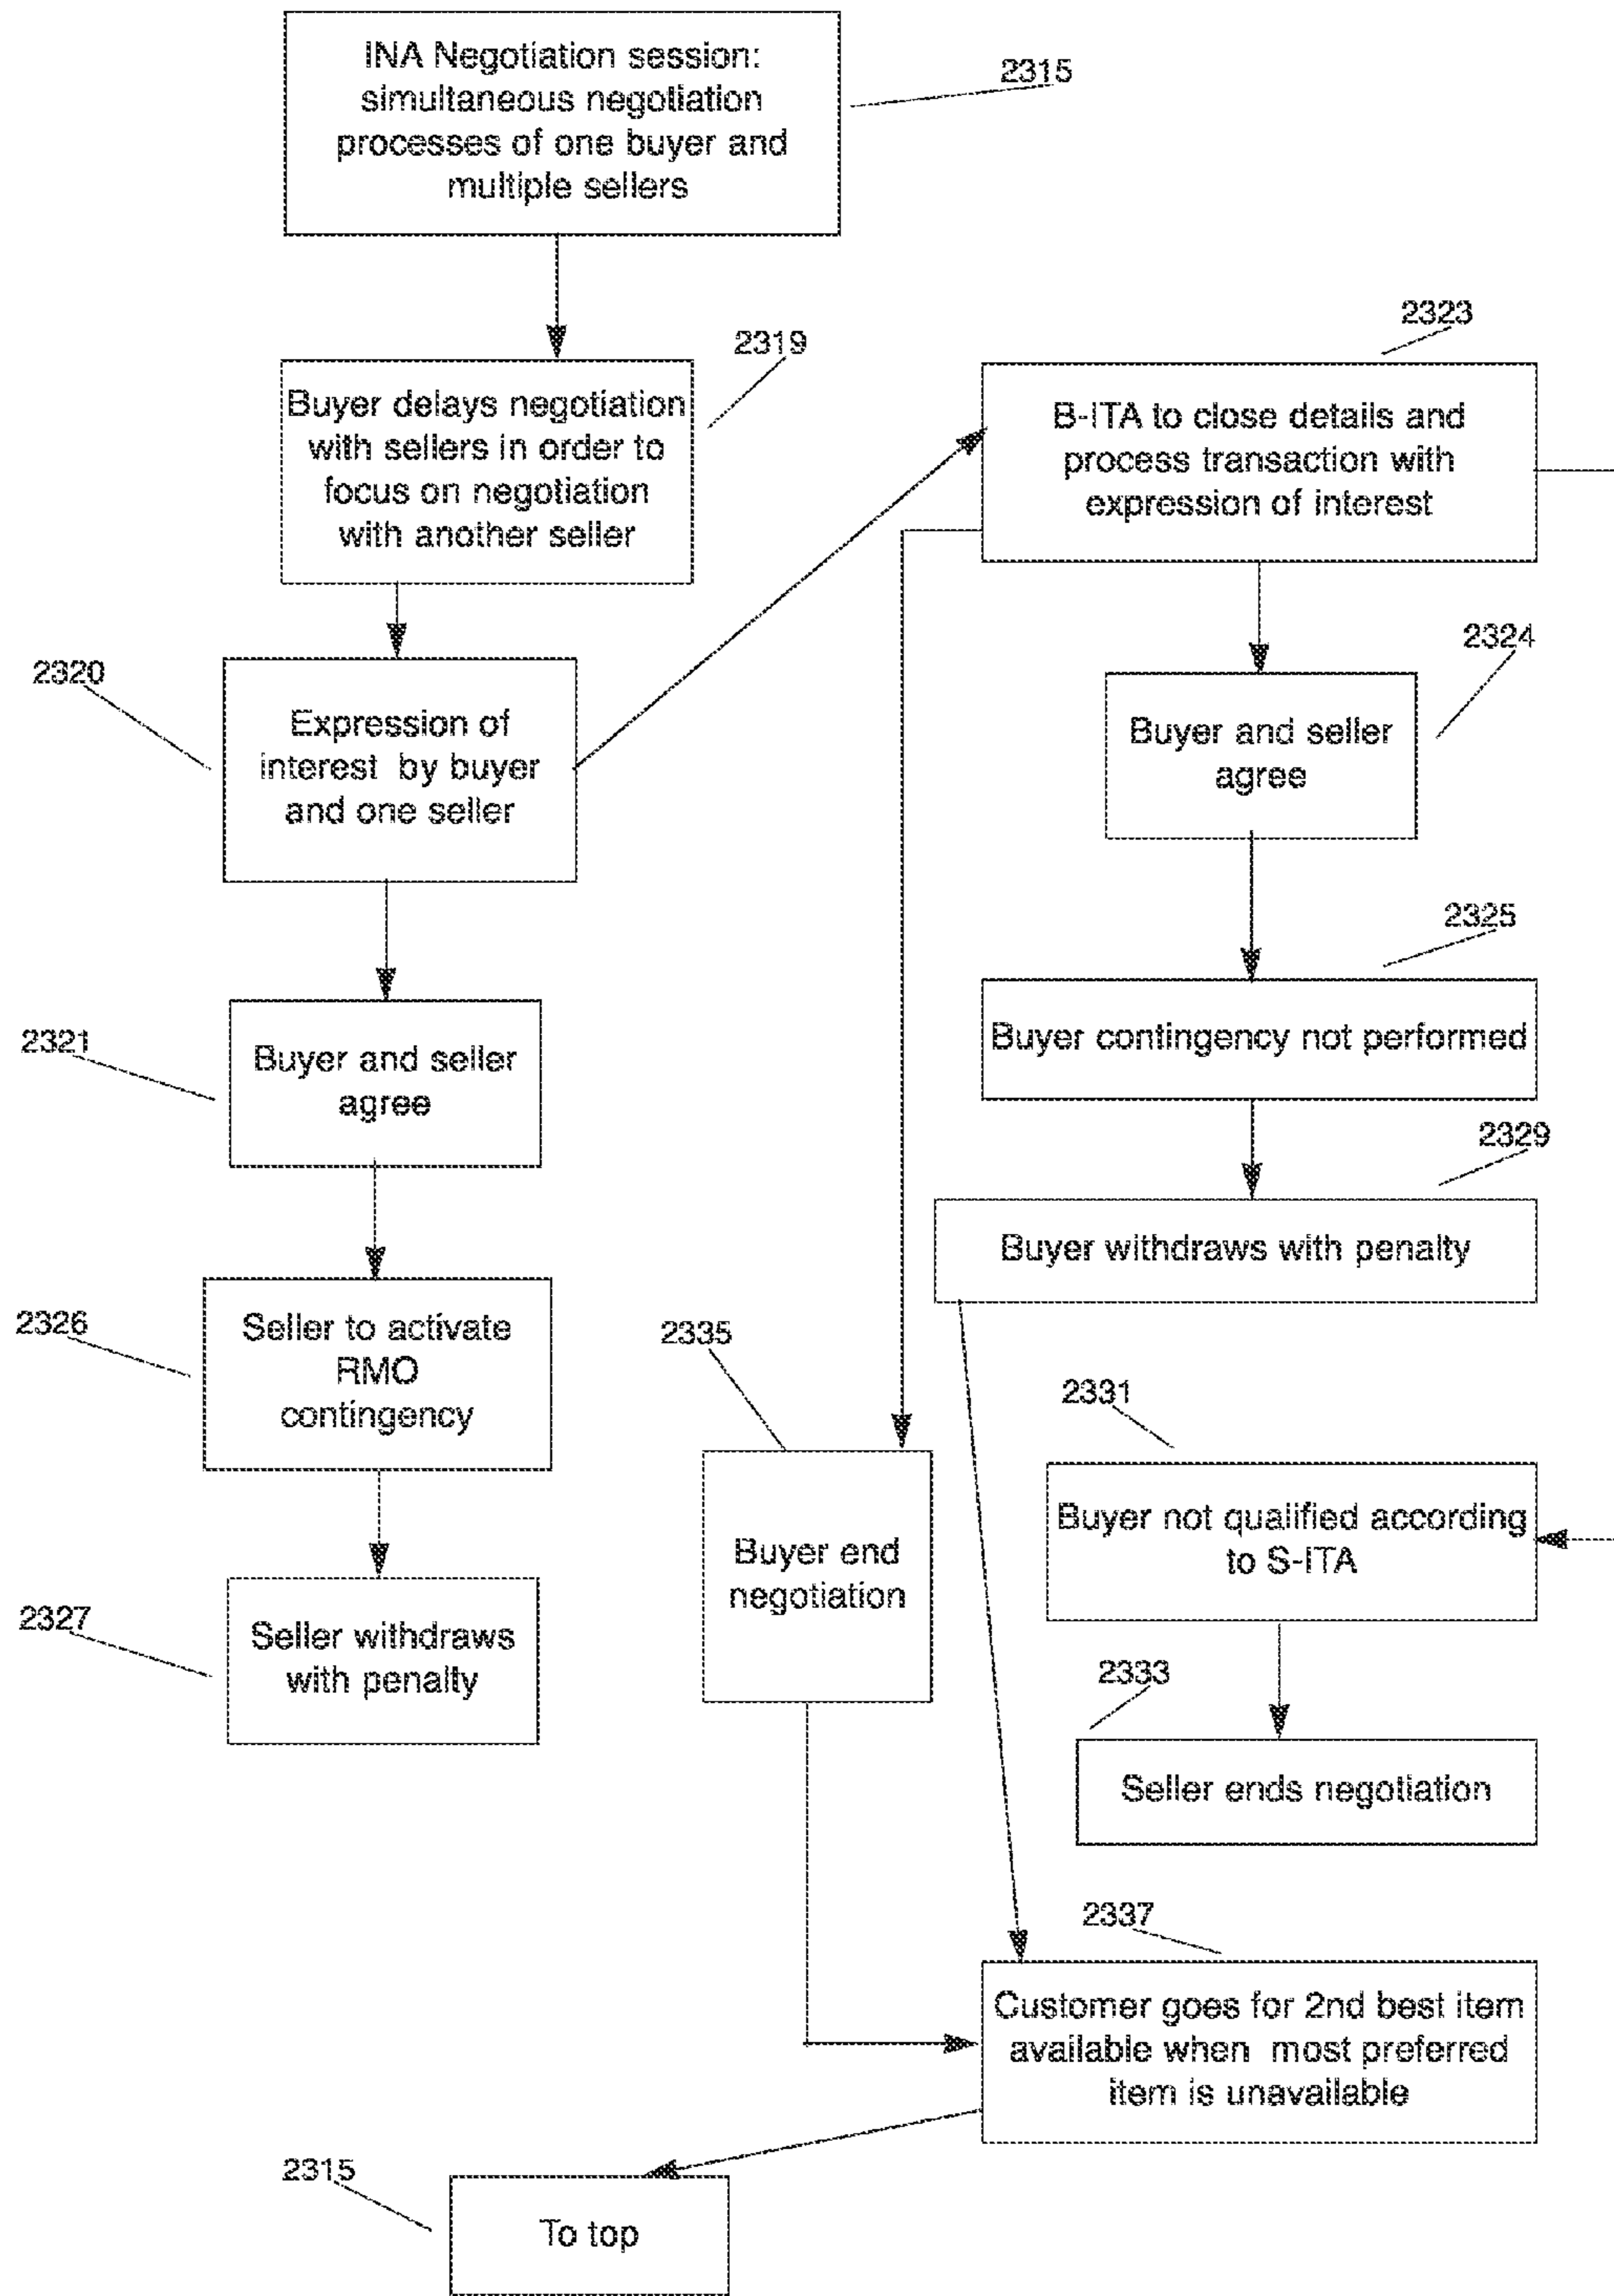 INA Negotiation session:
simultaneous negotiation
processes of one buyer and
multiple sellers
2315
2319
Buyer delays negotiation
with sellers in order to
focus on negotiation
with another seller
2323
B-ITA to close details and
process transaction with
expression of interest
2320
Expression of
interest by buyer
and one seller
2324
Buyer and seller
agree
2325
Buyer contingency not performed
2321
Buyer and seller
agree
2329
Buyer withdraws with penalty
2326
Seller to activate
RMO
contingency
2335
Buyer end
negotiation
2331
Buyer not qualified according
to S-ITA
2327
Seller withdraws
with penalty
2333
Seller ends negotiation
2337
Customer goes for 2nd best item
available when most preferred
item is unavailable
2315
To top